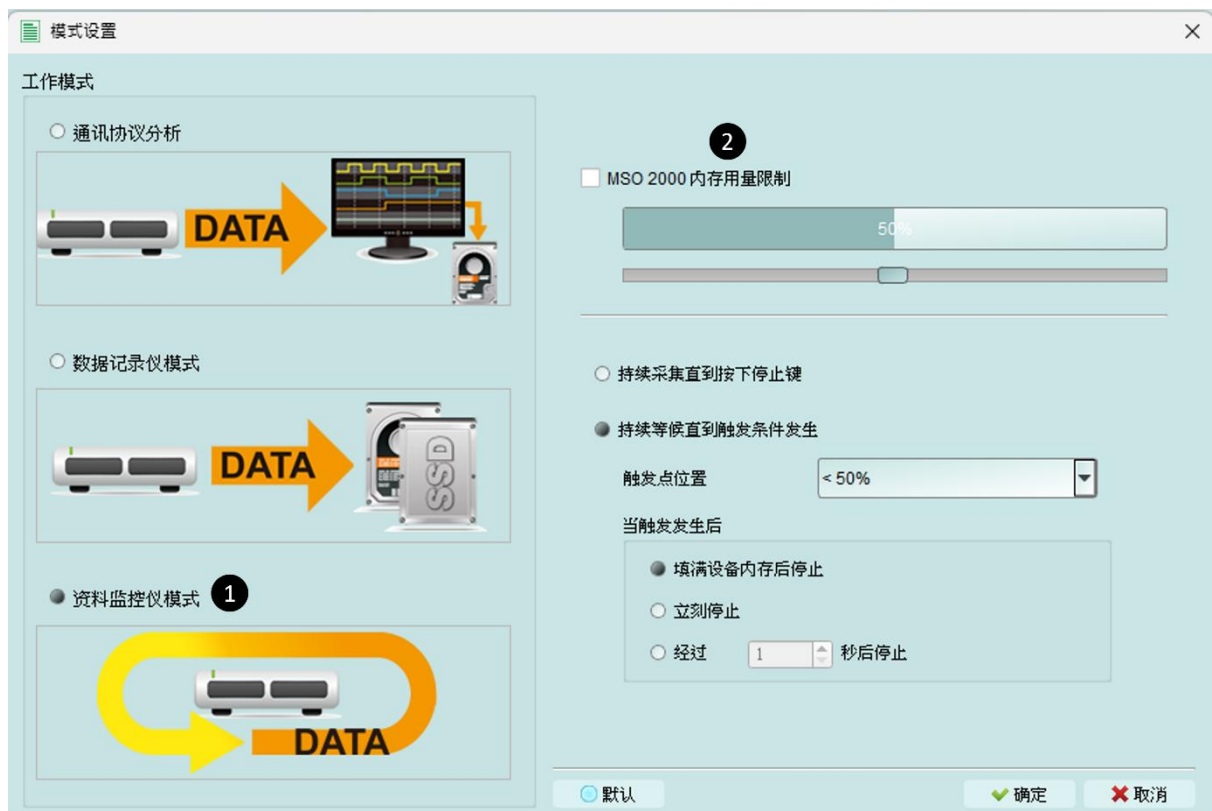 模式设置
工作模式
通讯协议分析
DATA
数据记录仪模式
DATA
SSD
资料监控仪模式 1
DATA
2
MSO 2000 内存用量限制
50%
持续采集直到按下停止键
持续等候直到触发条件发生
触发点位置 < 50%
当触发发生后
填满设备内存后停止
立刻停止
经过 1 秒后停止
默认 确定 取消